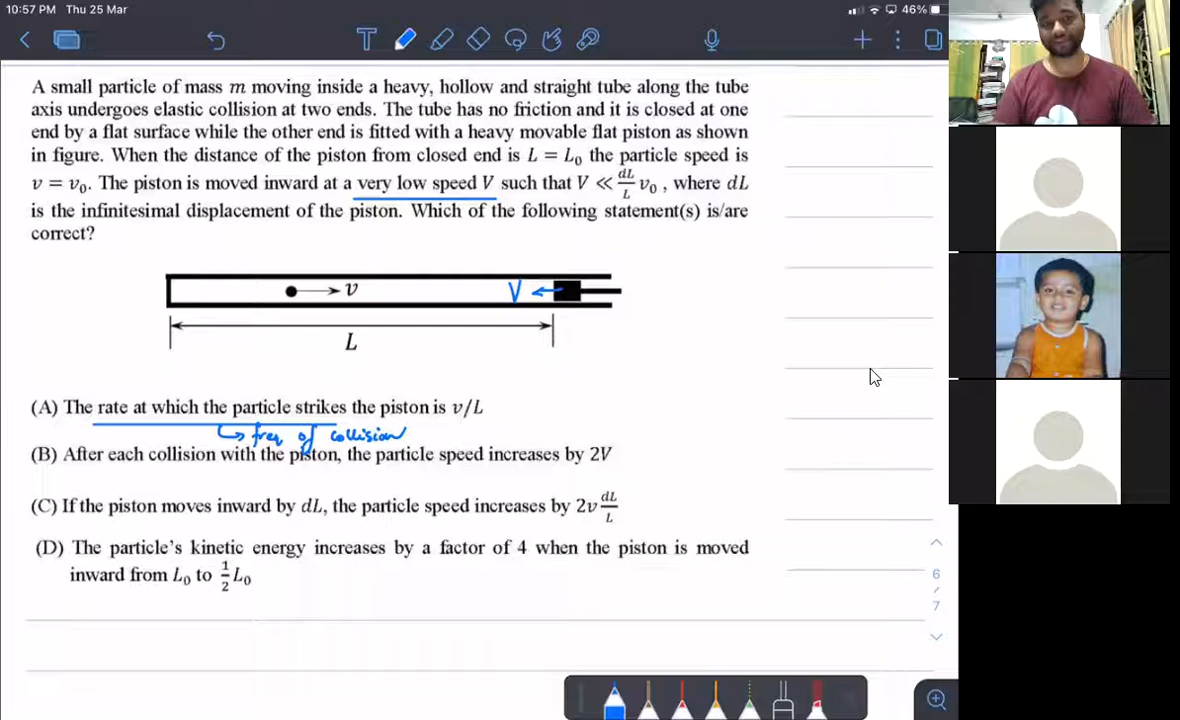 10:57 PM Thu 25 Mar
46%
A small particle of mass m moving inside a heavy, hollow and straight tube along the tube
axis undergoes elastic collision at two ends. The tube has no friction and it is closed at one
end by a flat surface while the other end is fitted with a heavy movable flat piston as shown
in figure. When the distance of the piston from closed end is L = L₀ the particle speed is
v = v₀. The piston is moved inward at a very low speed V such that V ≪ dL/L v₀ , where dL
is the infinitesimal displacement of the piston. Which of the following statement(s) is/are
correct?
v
V
L
(A) The rate at which the particle strikes the piston is v/L
↳ freq of collision
(B) After each collision with the piston, the particle speed increases by 2V
(C) If the piston moves inward by dL, the particle speed increases by 2v dL/L
(D) The particle's kinetic energy increases by a factor of 4 when the piston is moved
inward from L₀ to 1/2 L₀
6
/
7